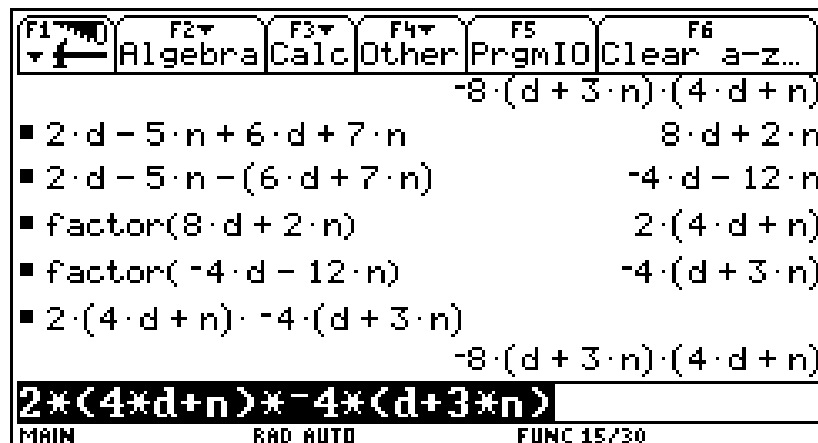 F1 F2 F3 F4 F5 F6
Algebra Calc Other PrgmIO Clear a-z…
⁻8·(d + 3·n)·(4·d + n)
▪ 2·d − 5·n + 6·d + 7·n 8·d + 2·n
▪ 2·d − 5·n − (6·d + 7·n) ⁻4·d − 12·n
▪ factor(8·d + 2·n) 2·(4·d + n)
▪ factor(⁻4·d − 12·n) ⁻4·(d + 3·n)
▪ 2·(4·d + n)· ⁻4·(d + 3·n)
⁻8·(d + 3·n)·(4·d + n)
2*(4*d+n)*⁻4*(d+3*n)
MAIN RAD AUTO FUNC 15/30